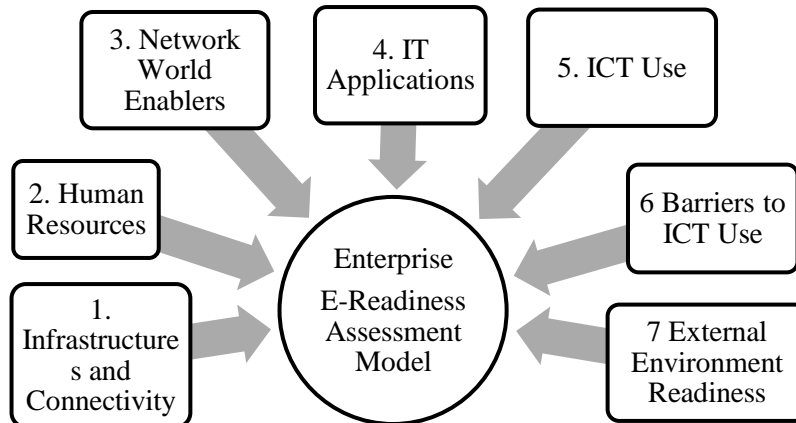 3. Network
World
Enablers
4. IT
Applications
5. ICT Use
2. Human
Resources
6 Barriers to
ICT Use
Enterprise
E-Readiness
Assessment
Model
1.
Infrastructure
s and
Connectivity
7 External
Environment
Readiness